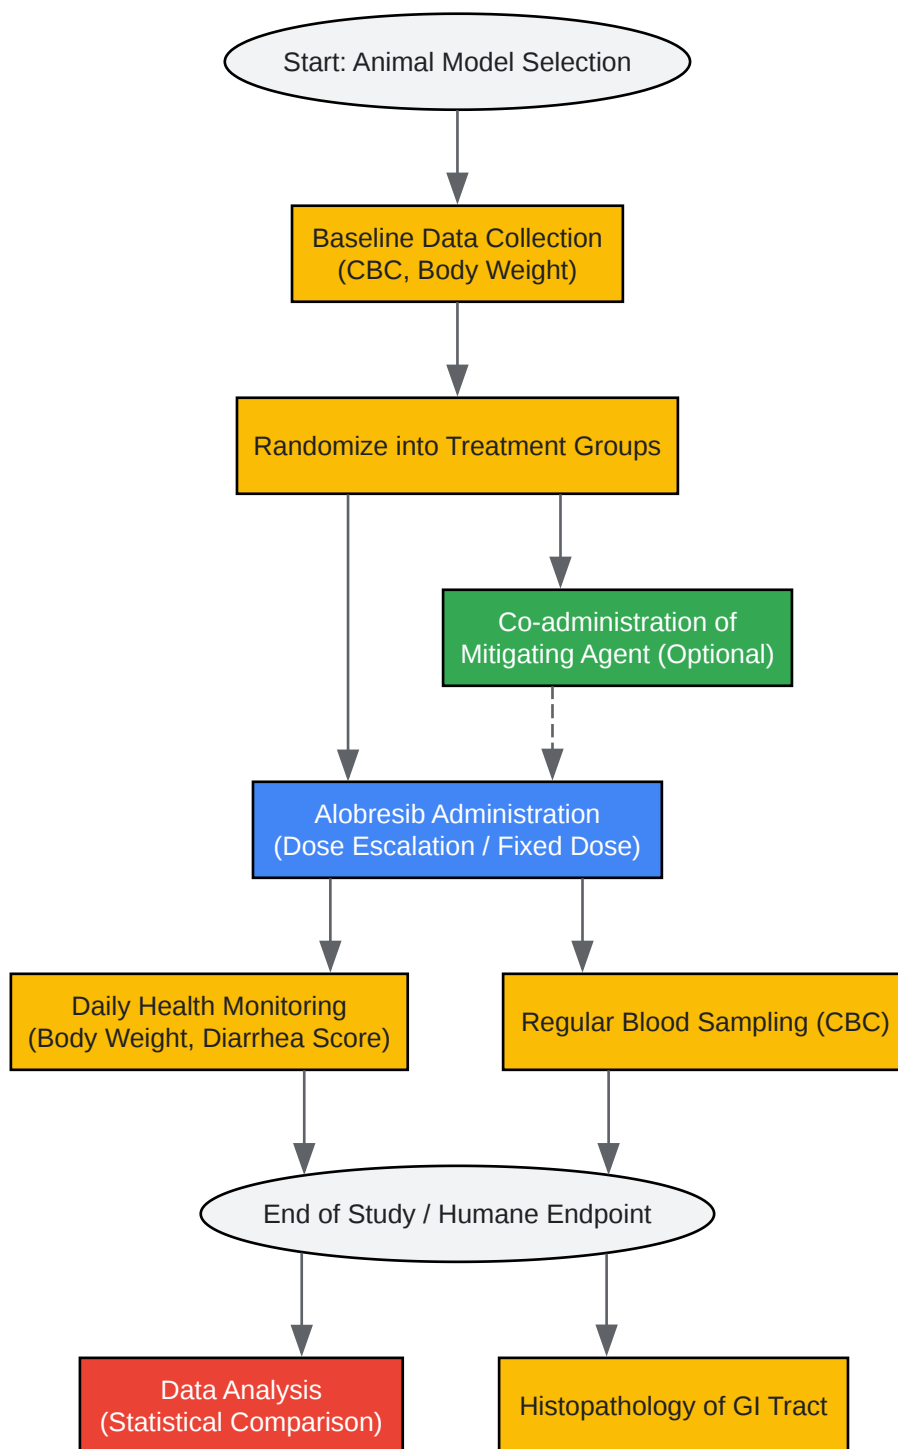 Start: Animal Model Selection
Baseline Data Collection
(CBC, Body Weight)
Randomize into Treatment Groups
Co-administration of
Mitigating Agent (Optional)
Alobresib Administration
(Dose Escalation / Fixed Dose)
Daily Health Monitoring
(Body Weight, Diarrhea Score)
Regular Blood Sampling (CBC)
End of Study / Humane Endpoint
Data Analysis
(Statistical Comparison)
Histopathology of GI Tract